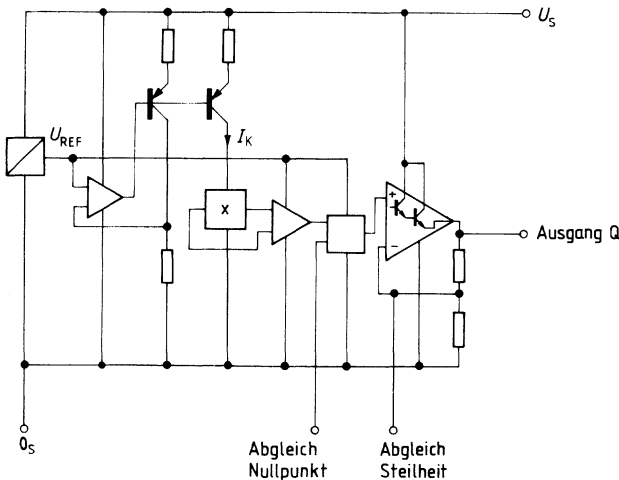 U_S
U_REF
I_K
x
+
−
Ausgang Q
0_S
Abgleich
Nullpunkt
Abgleich
Steilheit